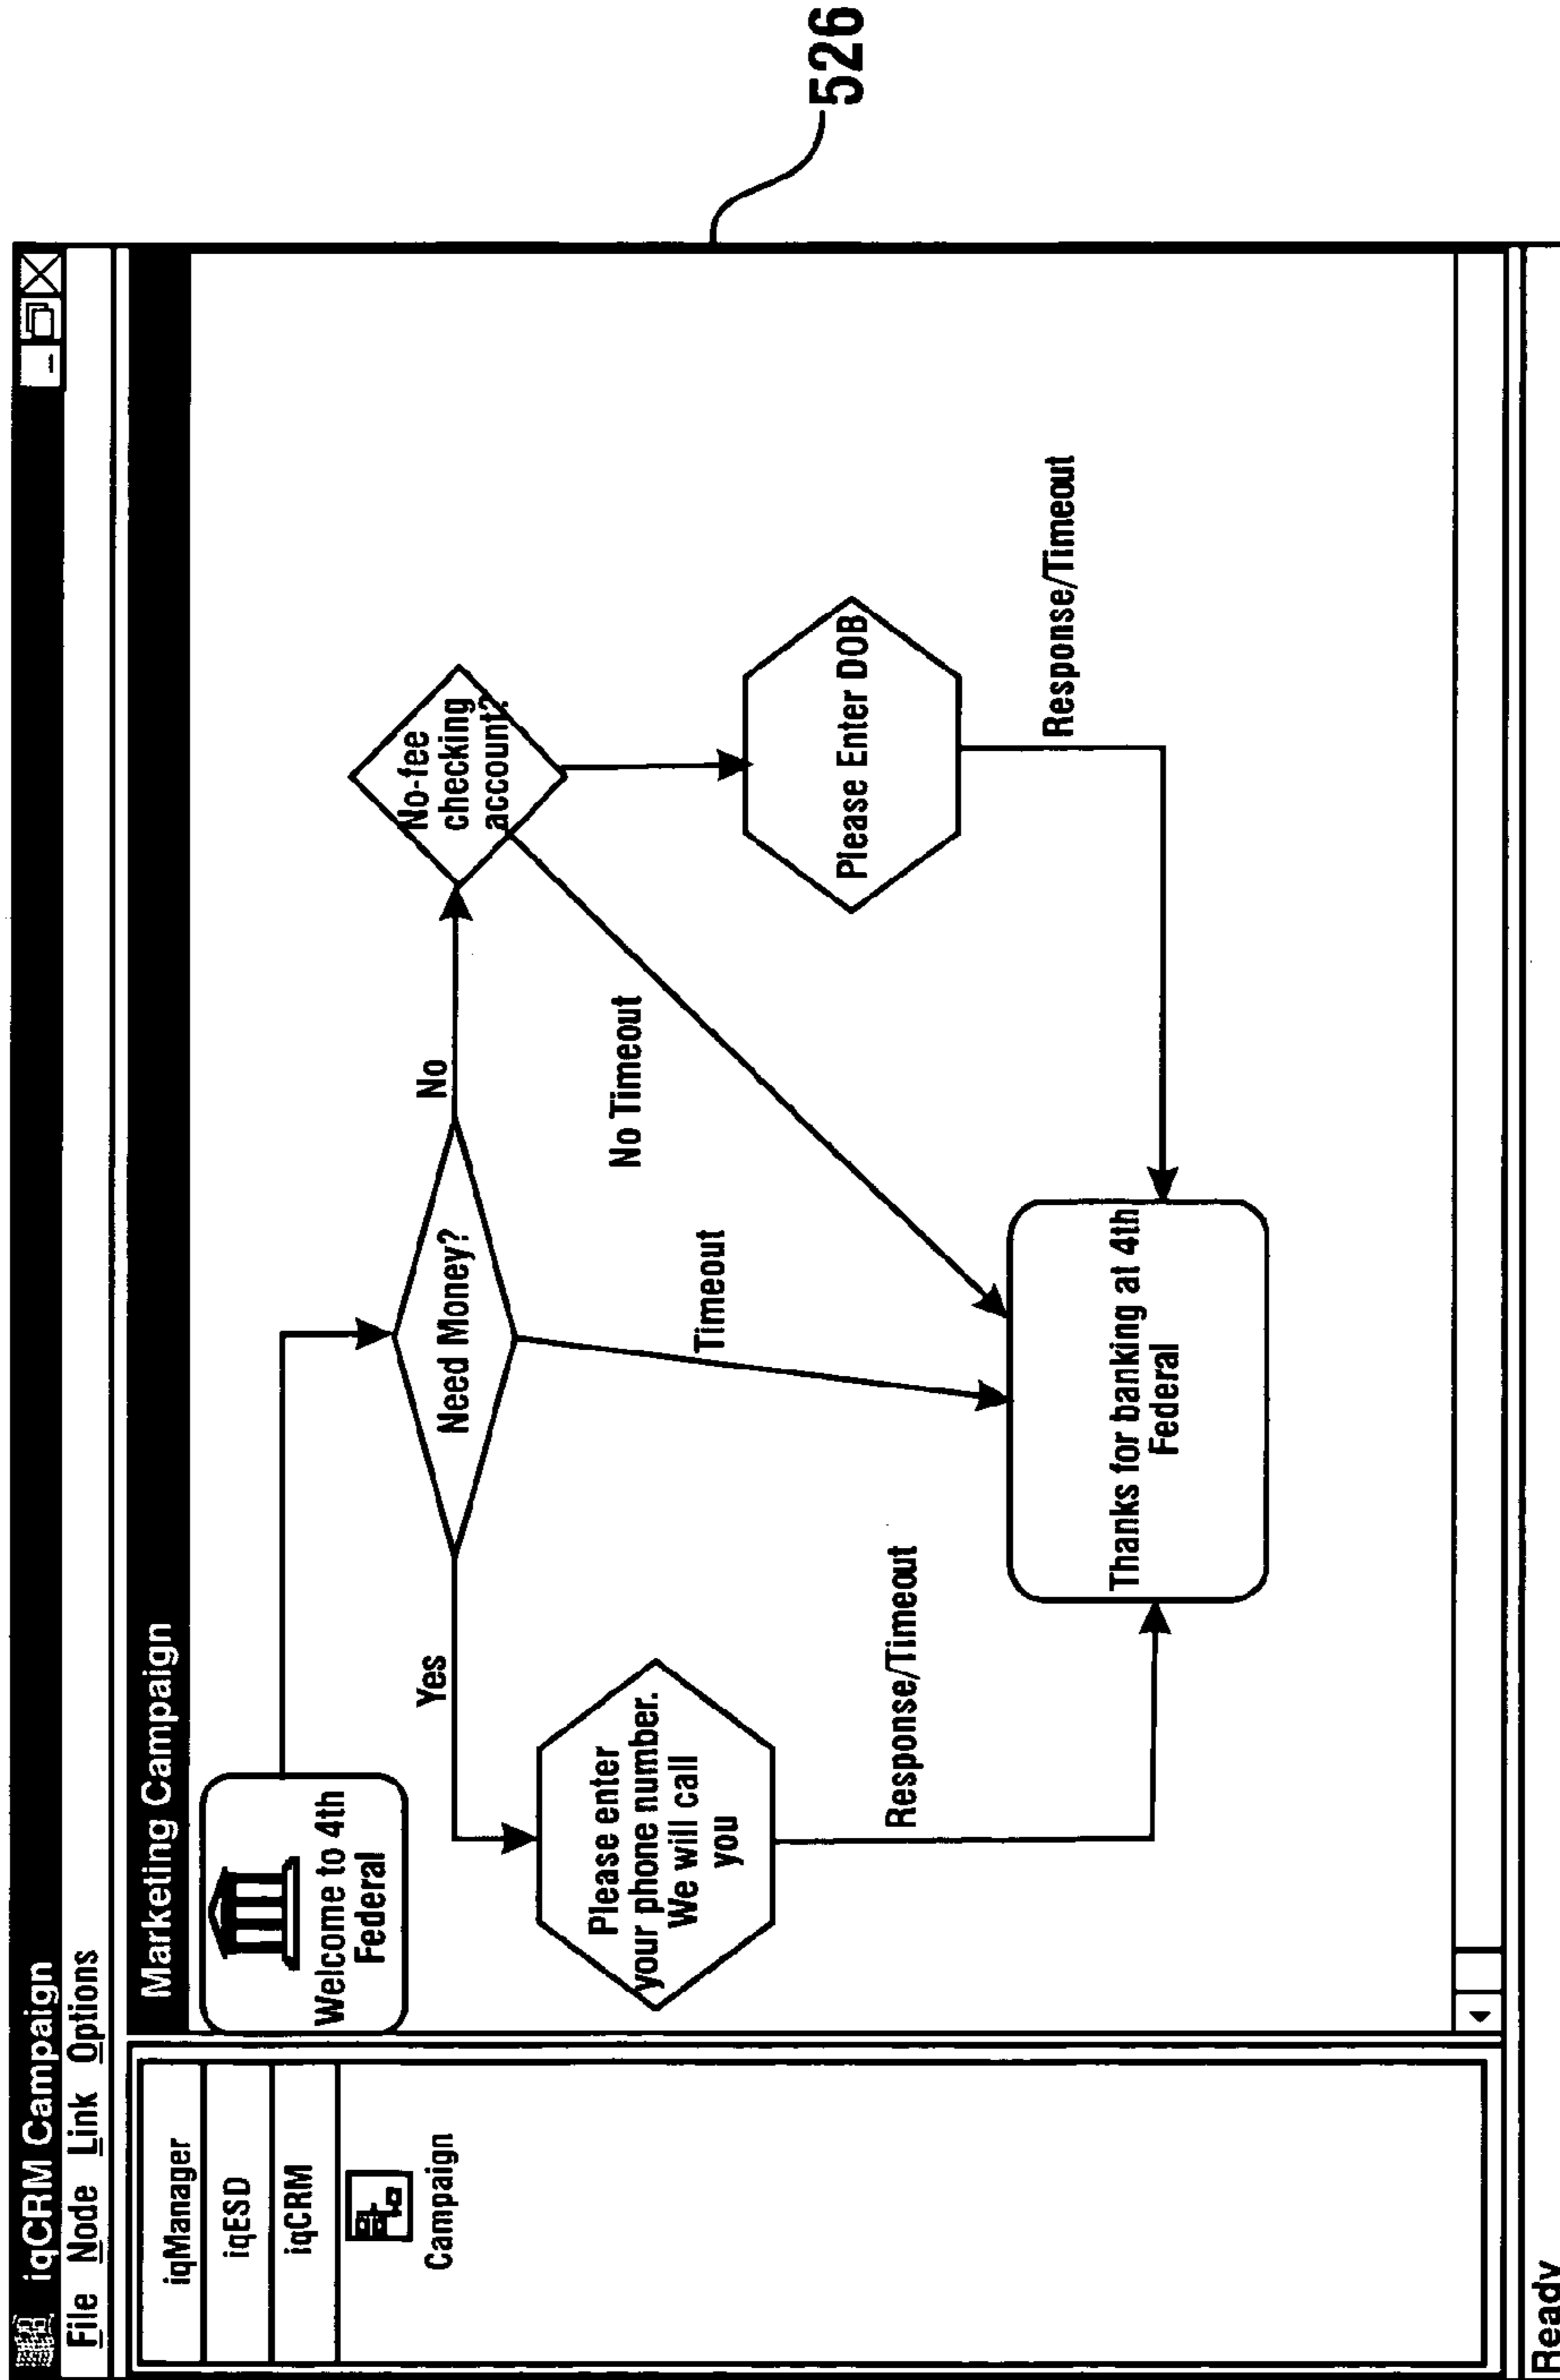 iqCRM Campaign
File Node Link Options
iqManager
iqESD
iqCRM
Campaign
Marketing Campaign
Welcome to 4th
Federal
Need Money?
Yes
No
No-fee
checking
account?
Please enter
your phone number.
We will call
you
Timeout
No Timeout
Please Enter DOB
Response/Timeout
Response/Timeout
Thanks for banking at 4th
Federal
Ready
526